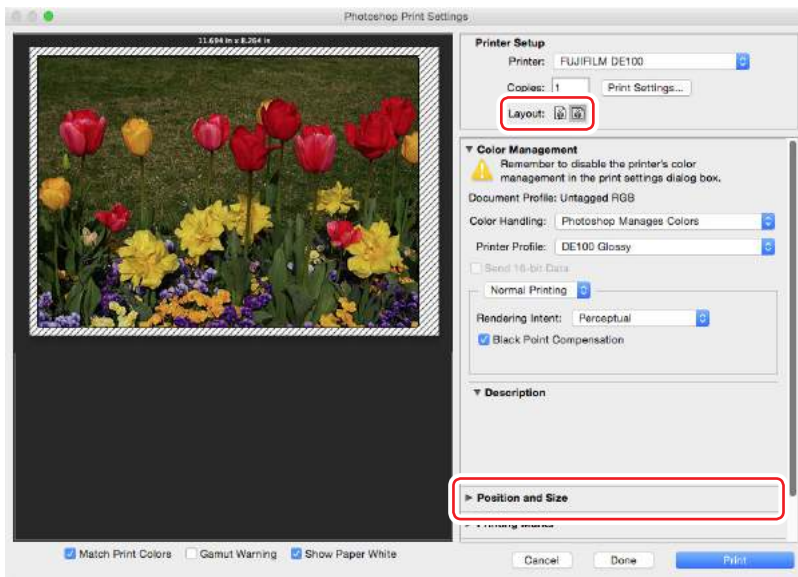 Photoshop Print Settings
11.694 in x 8.264 in
Printer Setup
Printer: FUJIFILM DE100
Copies: 1 Print Settings...
Layout:
Color Management
Remember to disable the printer's color
management in the print settings dialog box.
Document Profile: Untagged RGB
Color Handling: Photoshop Manages Colors
Printer Profile: DE100 Glossy
Send 16-bit Data
Normal Printing
Rendering Intent: Perceptual
Black Point Compensation
Description
Position and Size
Printing Marks
Match Print Colors Gamut Warning Show Paper White
Cancel Done Print